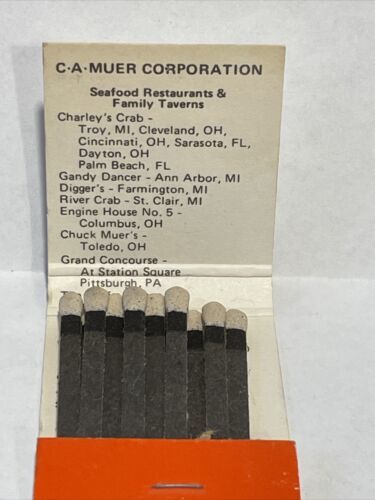 C·A·MUER CORPORATION
Seafood Restaurants &
Family Taverns
Charley's Crab -
Troy, MI, Cleveland, OH,
Cincinnati, OH, Sarasota, FL,
Dayton, OH
Palm Beach, FL
Gandy Dancer - Ann Arbor, MI
Digger's - Farmington, MI
River Crab - St. Clair, MI
Engine House No. 5 -
Columbus, OH
Chuck Muer's -
Toledo, OH
Grand Concourse -
At Station Square
Pittsburgh, PA